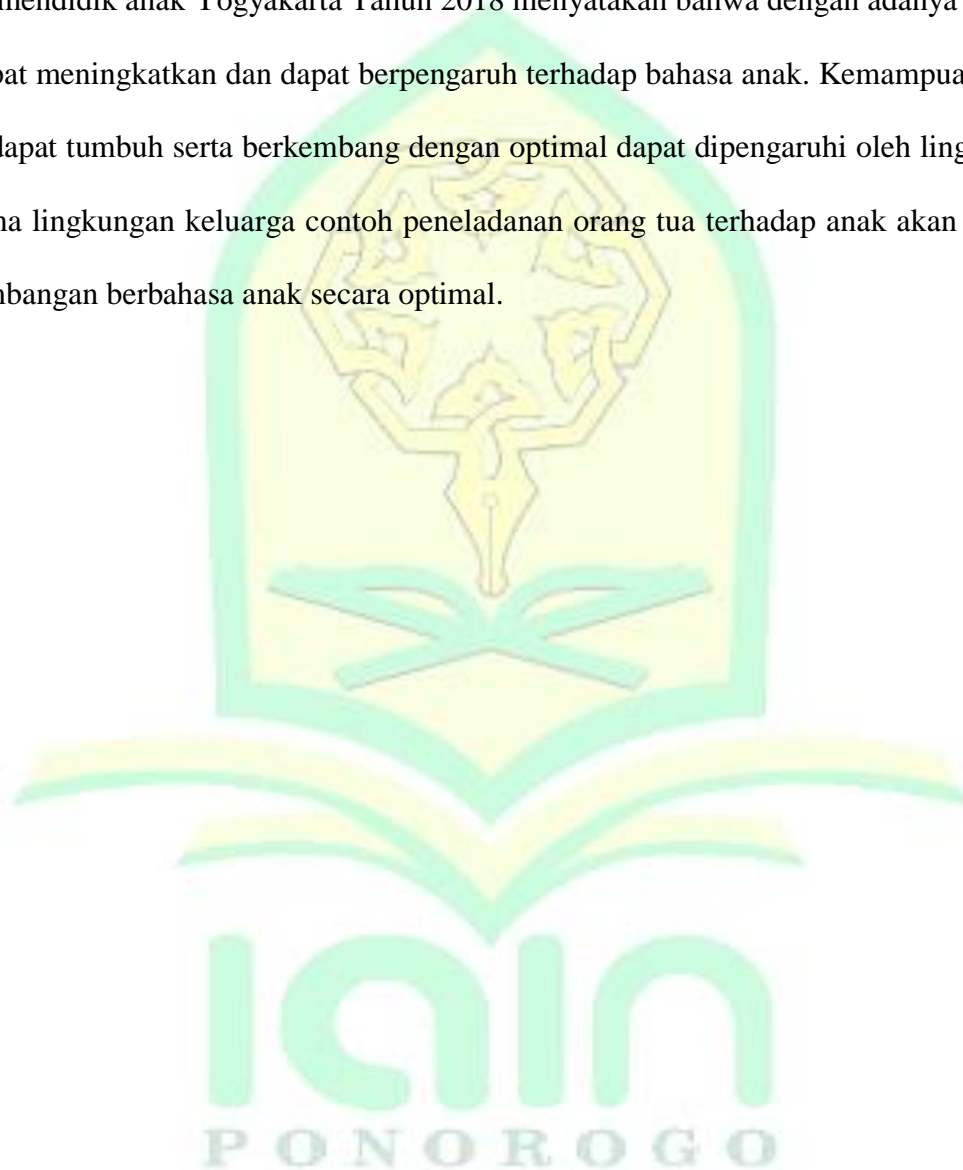 mendidik anak Yogyakarta Tahun 2018 menyatakan bahwa dengan adanya
pat meningkatkan dan dapat berpengaruh terhadap bahasa anak. Kemampua
dapat tumbuh serta berkembang dengan optimal dapat dipengaruhi oleh ling
na lingkungan keluarga contoh peneladanan orang tua terhadap anak akan
nbangan berbahasa anak secara optimal.
iain
PONOROGO